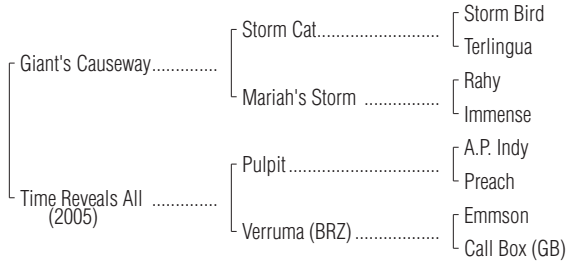 Storm Bird
Storm Cat..............................
Terlingua
Giant's Causeway..............
Rahy
Mariah's Storm ..................
Immense
A.P. Indy
Pulpit.....................................
Preach
Time Reveals All ..............
(2005)
Emmson
Verruma (BRZ)....................
Call Box (GB)